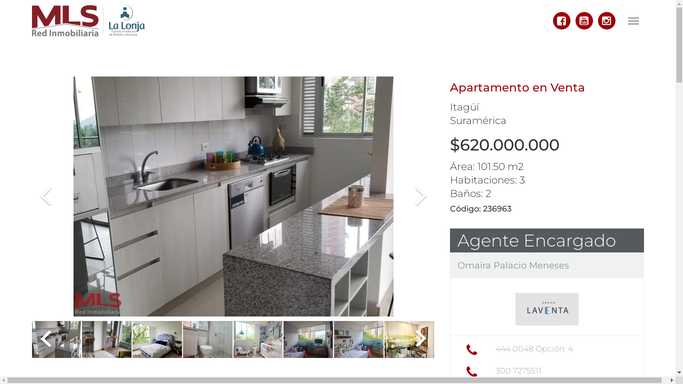 MLS
Red Inmobiliaria
La Lonja
Apartamento en Venta
Itagüí
Suramérica
$620.000.000
Área: 101.50 m2
Habitaciones: 3
Baños: 2
Código: 236963
Agente Encargado
Omaira Palacio Meneses
LAVENTA
444 0048 Opción: 4
300 7275511
MLS
Red Inmobiliaria